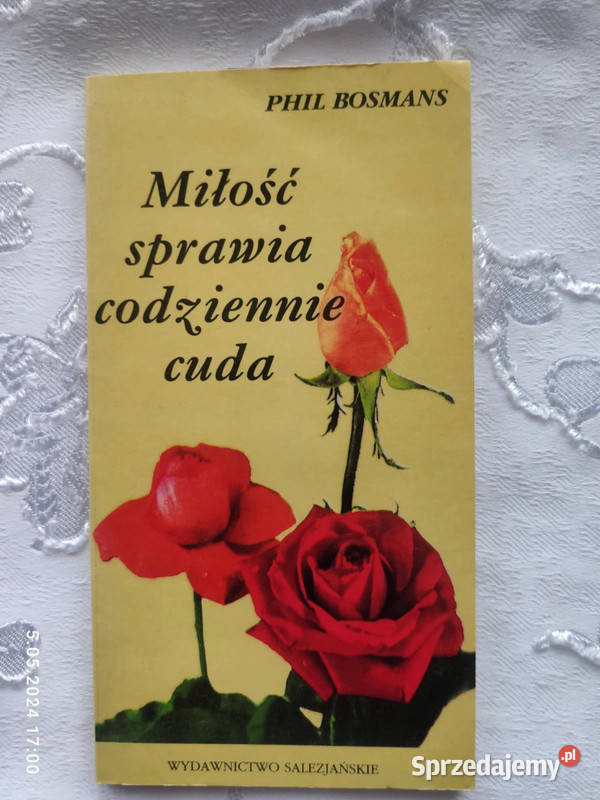 PHIL BOSMANS
Miłość
sprawia
codziennie
cuda
WYDAWNICTWO SALEZJAŃSKIE
5.05.2024 17:00
Sprzedajemy.pl